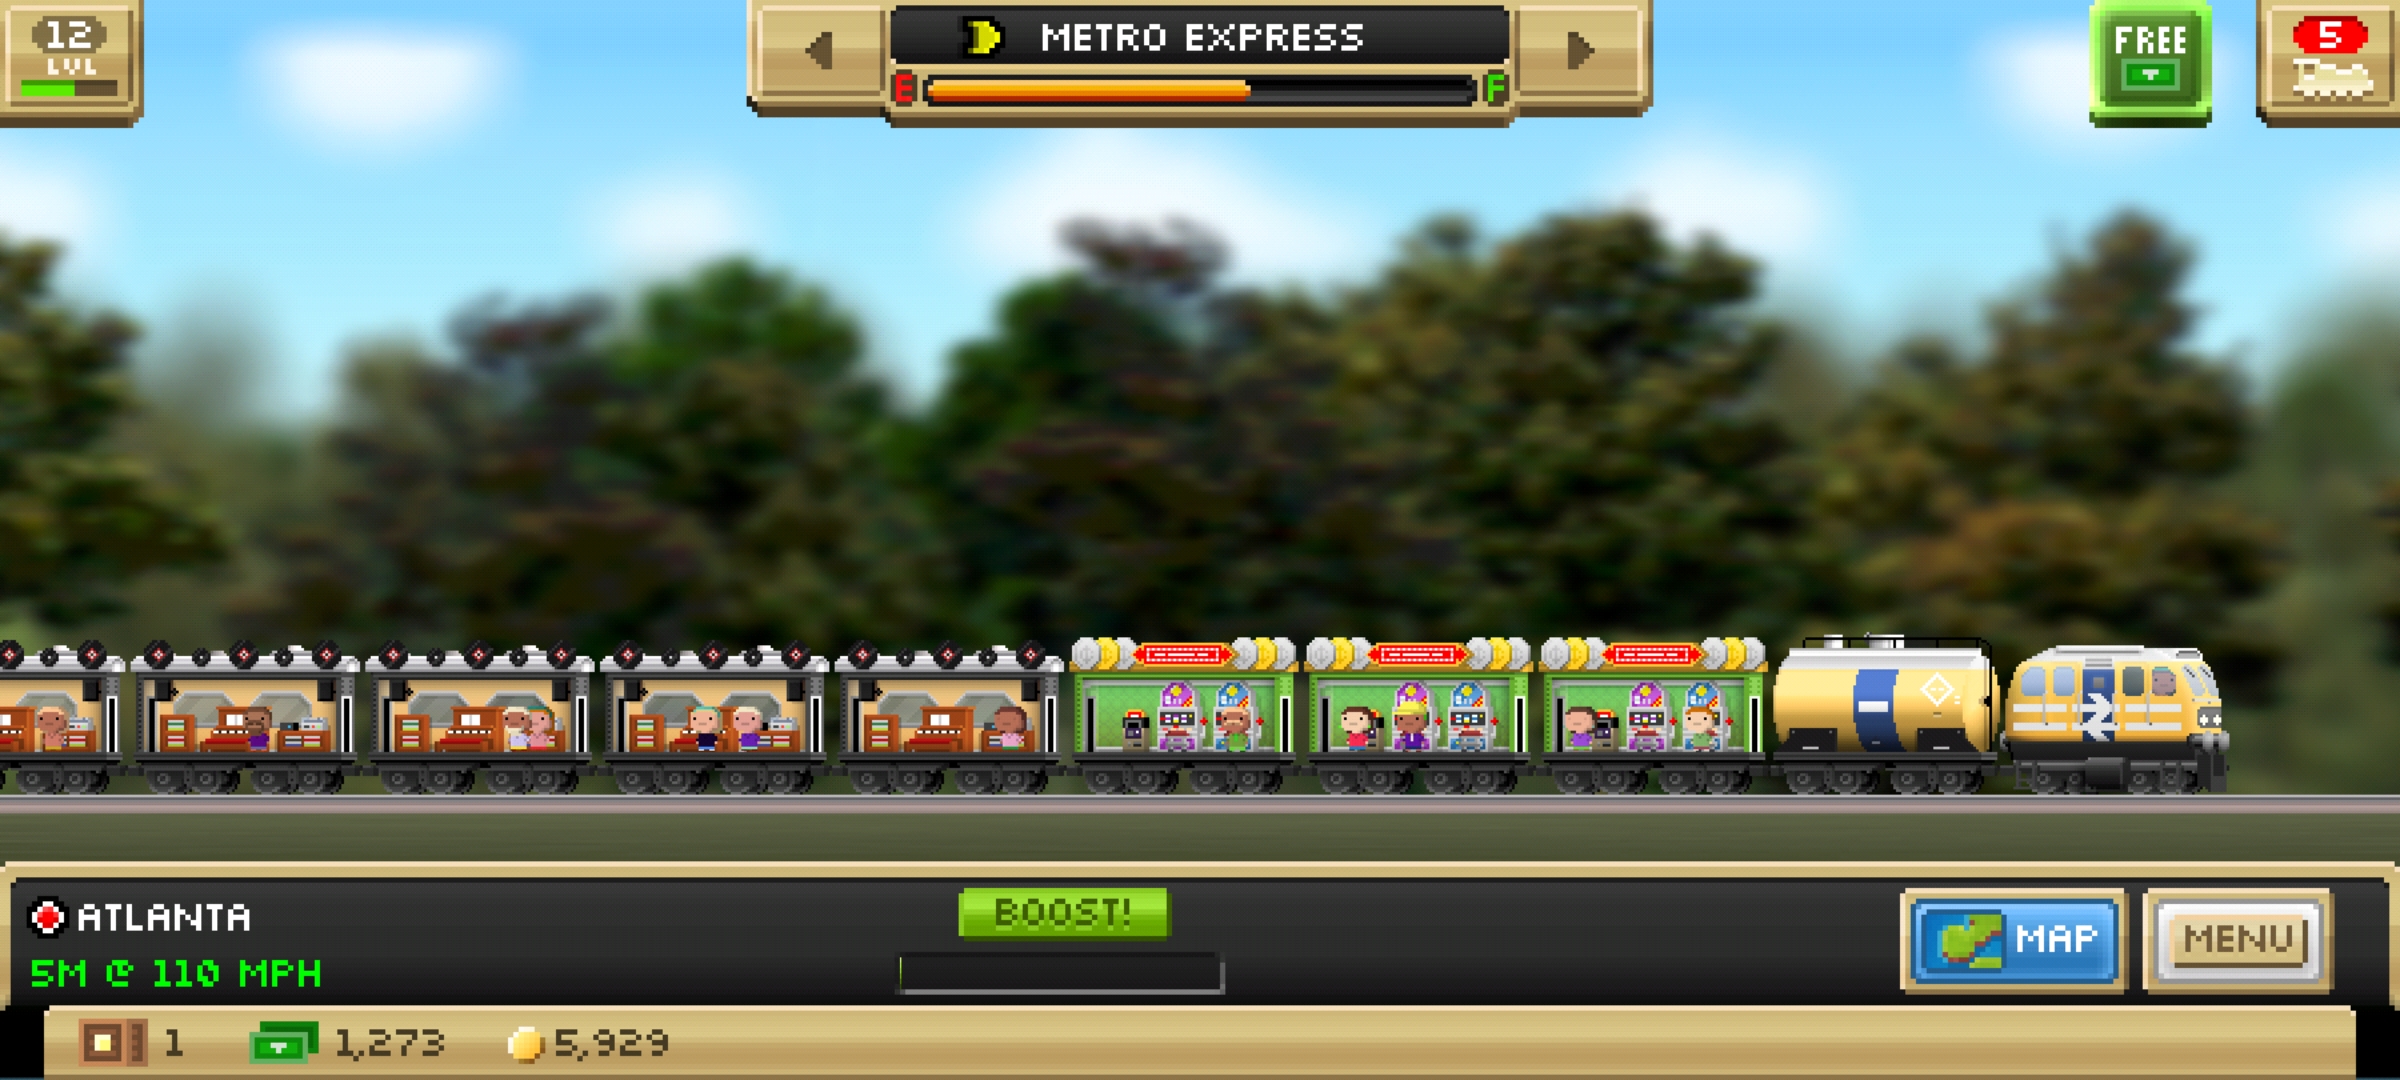 12
LVL
METRO EXPRESS
E F
FREE
5
ATLANTA
5M @ 110 MPH
BOOST!
MAP
MENU
1 1,273 5,929